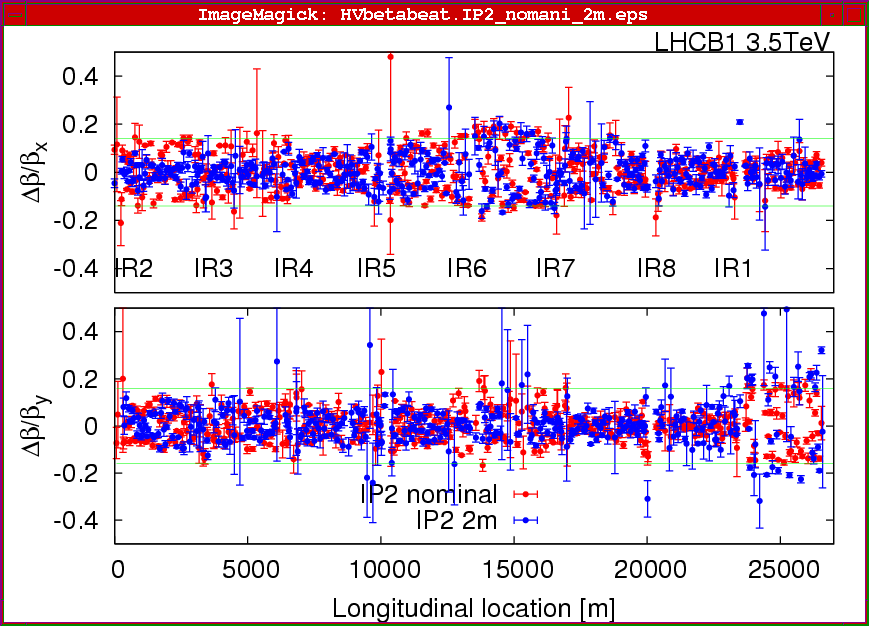 ImageMagick: HVbetabeat.IP2_nomani_2m.eps
LHCB1 3.5TeV
0.4
0.2
0
-0.2
-0.4
Δβ/βx
IR2 IR3 IR4 IR5 IR6 IR7 IR8 IR1
0.4
0.2
0
-0.2
-0.4
Δβ/βy
IP2 nominal
IP2 2m
0 5000 10000 15000 20000 25000
Longitudinal location [m]